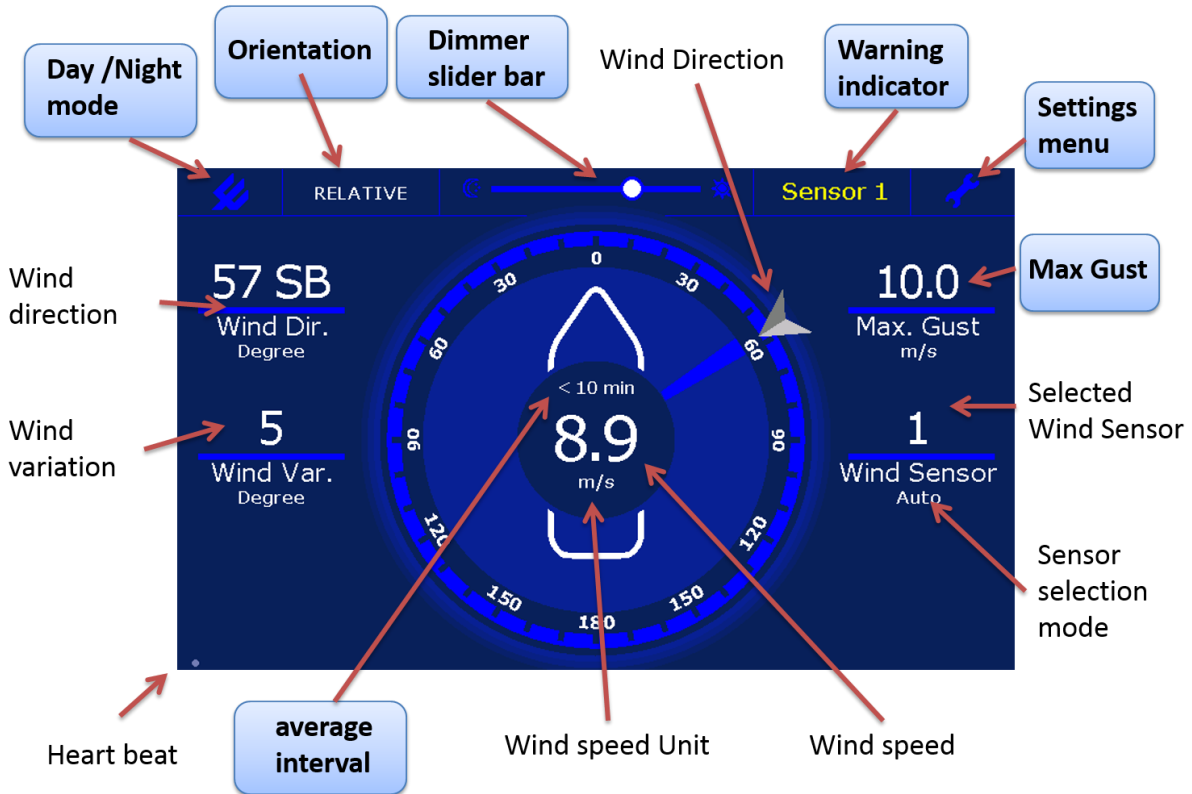 Day /Night
mode
Orientation
Dimmer
slider bar
Wind Direction
Warning
indicator
Settings
menu
RELATIVE
Sensor 1
Wind
direction
57 SB
Wind Dir.
Degree
Wind
variation
5
Wind Var.
Degree
0
30
30
60
60
90
90
120
120
150
150
180
< 10 min
8.9
m/s
10.0
Max. Gust
m/s
Max Gust
1
Wind Sensor
Auto
Selected
Wind Sensor
Sensor
selection
mode
Heart beat
average
interval
Wind speed Unit
Wind speed